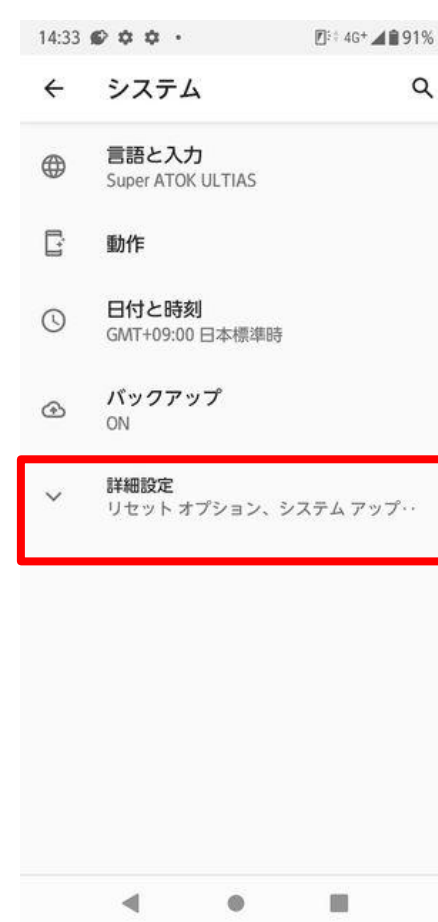 14:33 4G+ 91%
システム
言語と入力
Super ATOK ULTIAS
動作
日付と時刻
GMT+09:00 日本標準時
バックアップ
ON
詳細設定
リセット オプション、システム アップ‥